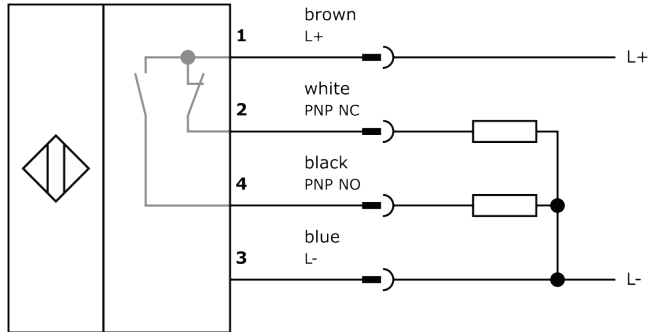 brown
1 L+ L+
white
2 PNP NC
black
4 PNP NO
blue
3 L- L-